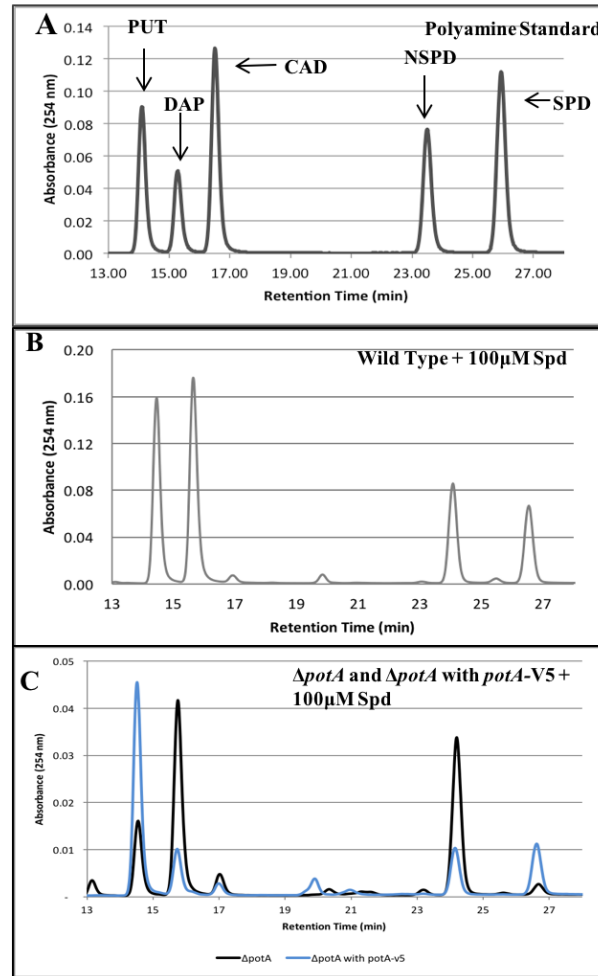 A
Polyamine Standard
PUT
DAP
CAD
NSPD
SPD
Absorbance (254 nm)
0.14
0.12
0.10
0.08
0.06
0.04
0.02
0.00
13.00 15.00 17.00 19.00 21.00 23.00 25.00 27.00
Retention Time (min)
B
Wild Type + 100μM Spd
Absorbance (254 nm)
0.20
0.16
0.12
0.08
0.04
0.00
13 15 17 19 21 23 25 27
Retention Time (min)
C
ΔpotA and ΔpotA with potA-V5 +
100μM Spd
Absorbance (254 nm)
0.05
0.04
0.03
0.02
0.01
-
13 15 17 19 21 23 25 27
Retention Time (min)
ΔpotA ΔpotA with potA-v5